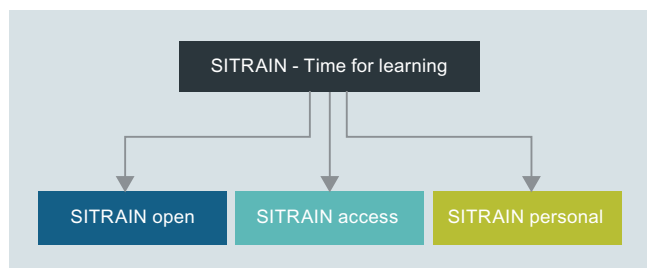 SITRAIN - Time for learning
SITRAIN open
SITRAIN access
SITRAIN personal